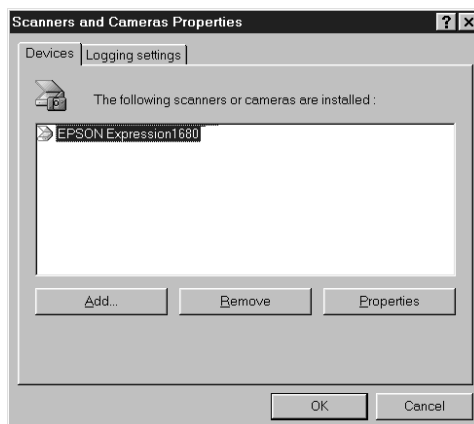 Scanners and Cameras Properties
Devices
Logging settings
The following scanners or cameras are installed :
EPSON Expression1680
Add...
Remove
Properties
OK
Cancel